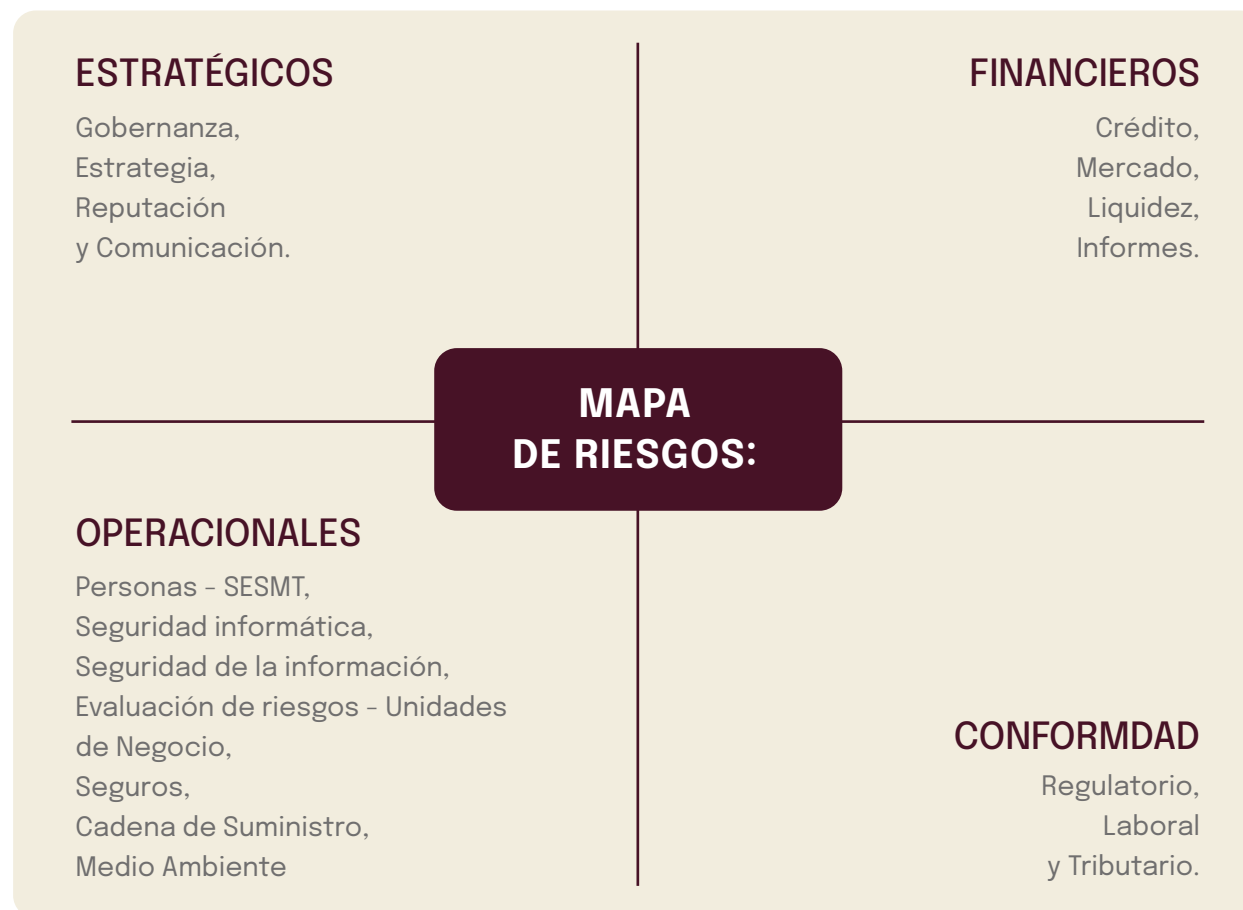 ESTRATÉGICOS
Gobernanza,
Estrategia,
Reputación
y Comunicación.
FINANCIEROS
Crédito,
Mercado,
Liquidez,
Informes.
MAPA
DE RIESGOS:
OPERACIONALES
Personas – SESMT,
Seguridad informática,
Seguridad de la información,
Evaluación de riesgos – Unidades
de Negocio,
Seguros,
Cadena de Suministro,
Medio Ambiente
CONFORMDAD
Regulatorio,
Laboral
y Tributario.